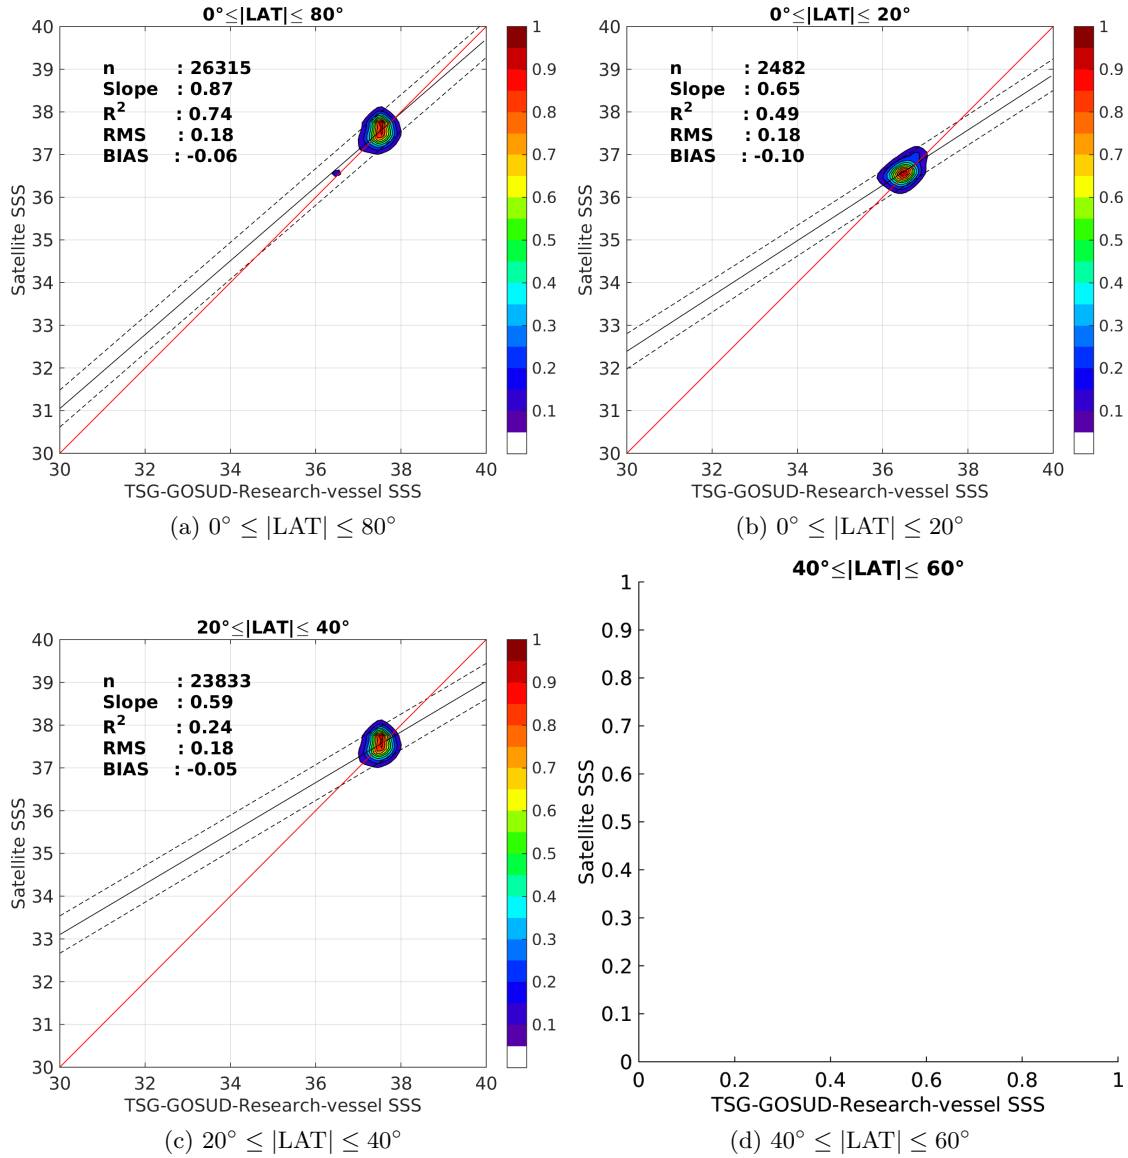 0°≤|LAT|≤ 80°
40
39
38
37
36
35
34
33
32
31
30
30 32 34 36 38 40
Satellite SSS
TSG-GOSUD-Research-vessel SSS
n : 26315
Slope : 0.87
R² : 0.74
RMS : 0.18
BIAS : -0.06
1
0.9
0.8
0.7
0.6
0.5
0.4
0.3
0.2
0.1
(a) 0° ≤ |LAT| ≤ 80°
0°≤|LAT|≤ 20°
40
39
38
37
36
35
34
33
32
31
30
30 32 34 36 38 40
Satellite SSS
TSG-GOSUD-Research-vessel SSS
n : 2482
Slope : 0.65
R² : 0.49
RMS : 0.18
BIAS : -0.10
1
0.9
0.8
0.7
0.6
0.5
0.4
0.3
0.2
0.1
(b) 0° ≤ |LAT| ≤ 20°
20°≤|LAT|≤ 40°
40
39
38
37
36
35
34
33
32
31
30
30 32 34 36 38 40
Satellite SSS
TSG-GOSUD-Research-vessel SSS
n : 23833
Slope : 0.59
R² : 0.24
RMS : 0.18
BIAS : -0.05
1
0.9
0.8
0.7
0.6
0.5
0.4
0.3
0.2
0.1
(c) 20° ≤ |LAT| ≤ 40°
40°≤|LAT|≤ 60°
1
0.9
0.8
0.7
0.6
0.5
0.4
0.3
0.2
0.1
0
0 0.2 0.4 0.6 0.8 1
Satellite SSS
TSG-GOSUD-Research-vessel SSS
(d) 40° ≤ |LAT| ≤ 60°